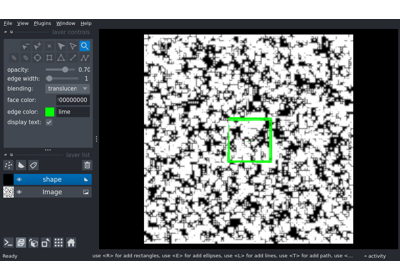 File View Plugins Window Help
layer controls
opacity: 0.70
edge width: 1
blending: translucen
face color: 00000000
edge color: lime
display text:
layer list
shape
Image
Ready use <R> for add rectangles, use <E> for add ellipses, use <L> for add lines, use <T> for add path, use <... activity